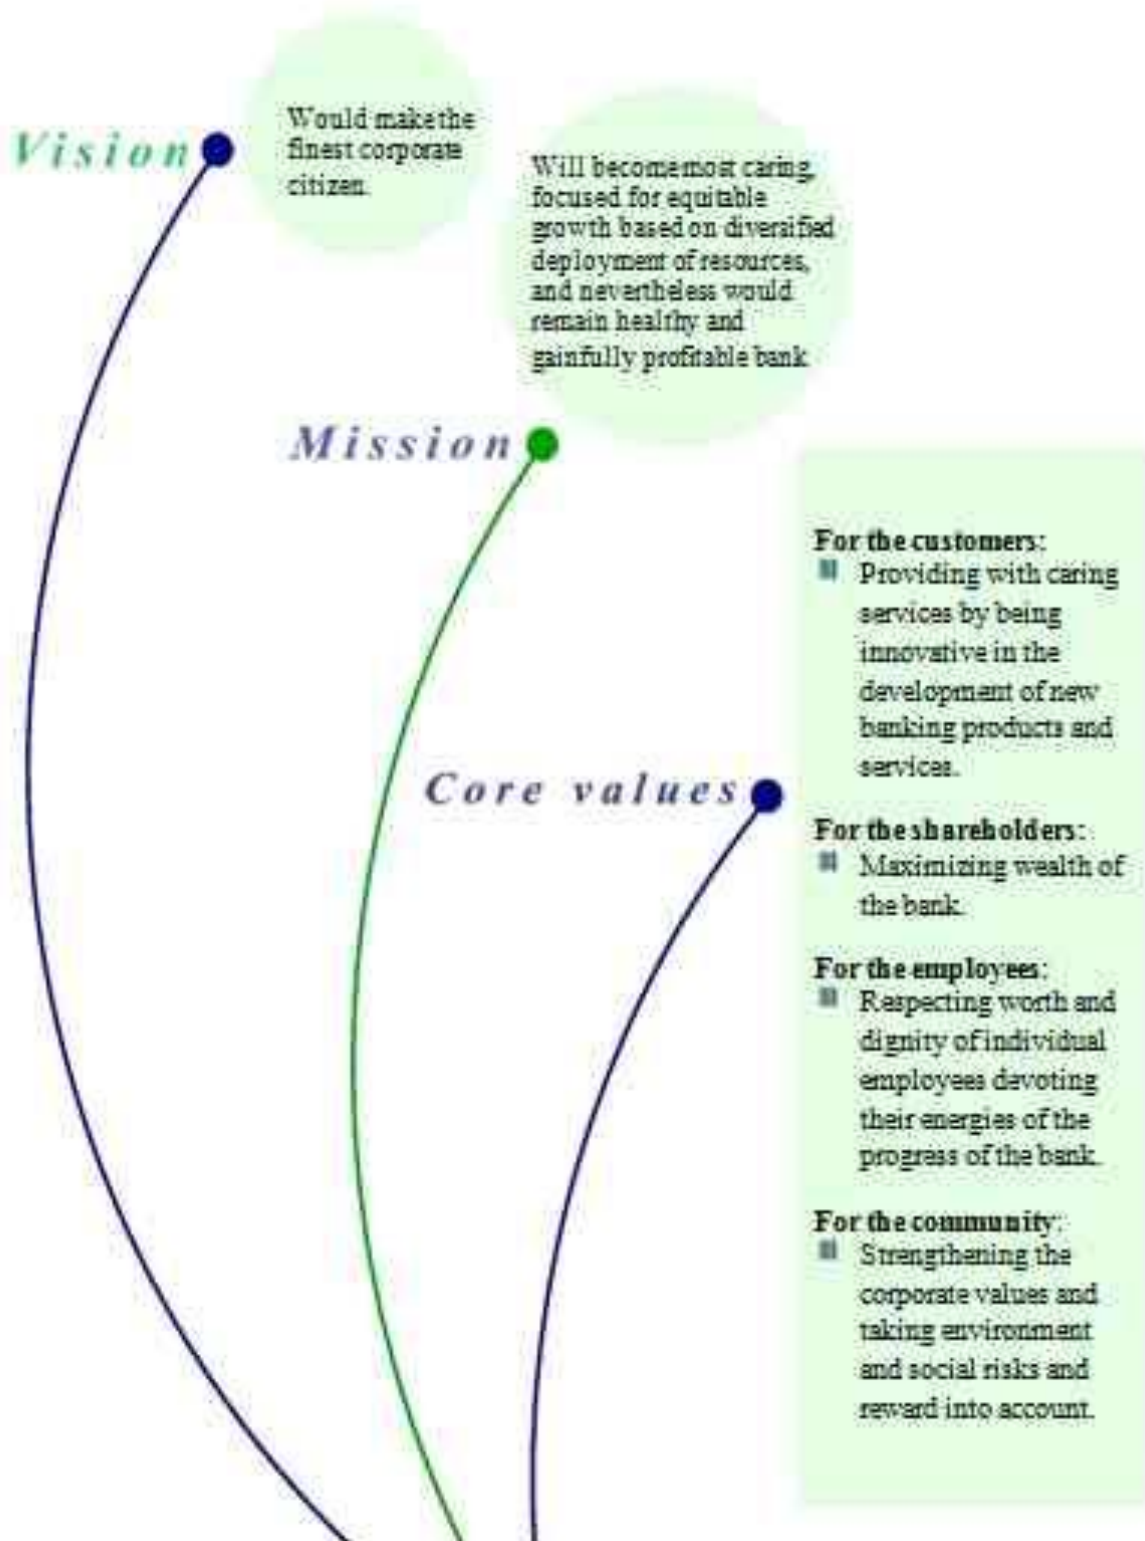 Vision
Would make the
finest corporate
citizen.
Will become most caring,
focused for equitable
growth based on diversified
deployment of resources,
and nevertheless would
remain healthy and
gainfully profitable bank
Mission
Core values
For the customers:
Providing with caring
services by being
innovative in the
development of new
banking products and
services.
For the shareholders:
Maximizing wealth of
the bank.
For the employees:
Respecting worth and
dignity of individual
employees devoting
their energies of the
progress of the bank.
For the community:
Strengthening the
corporate values and
taking environment
and social risks and
reward into account.